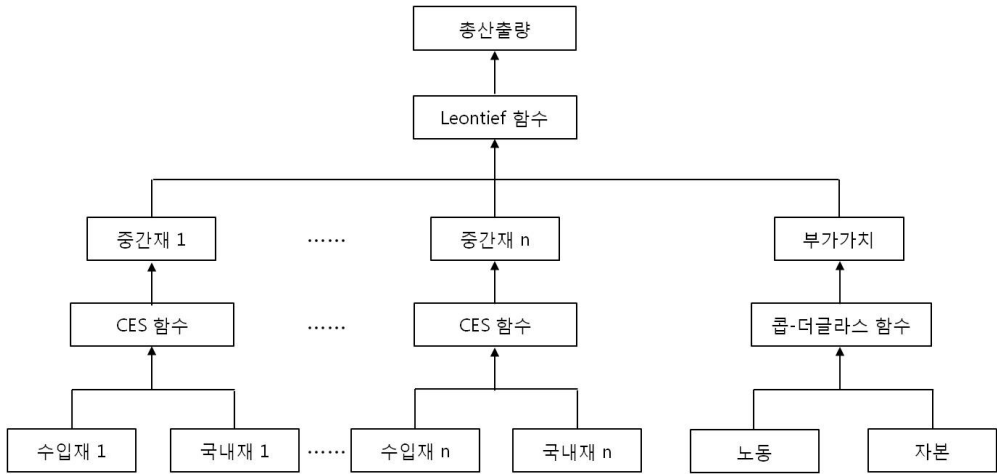 총산출량
Leontief 함수
중간재 1 …… 중간재 n 부가가치
CES 함수 …… CES 함수 콥-더글라스 함수
수입재 1 국내재 1 …… 수입재 n 국내재 n 노동 자본